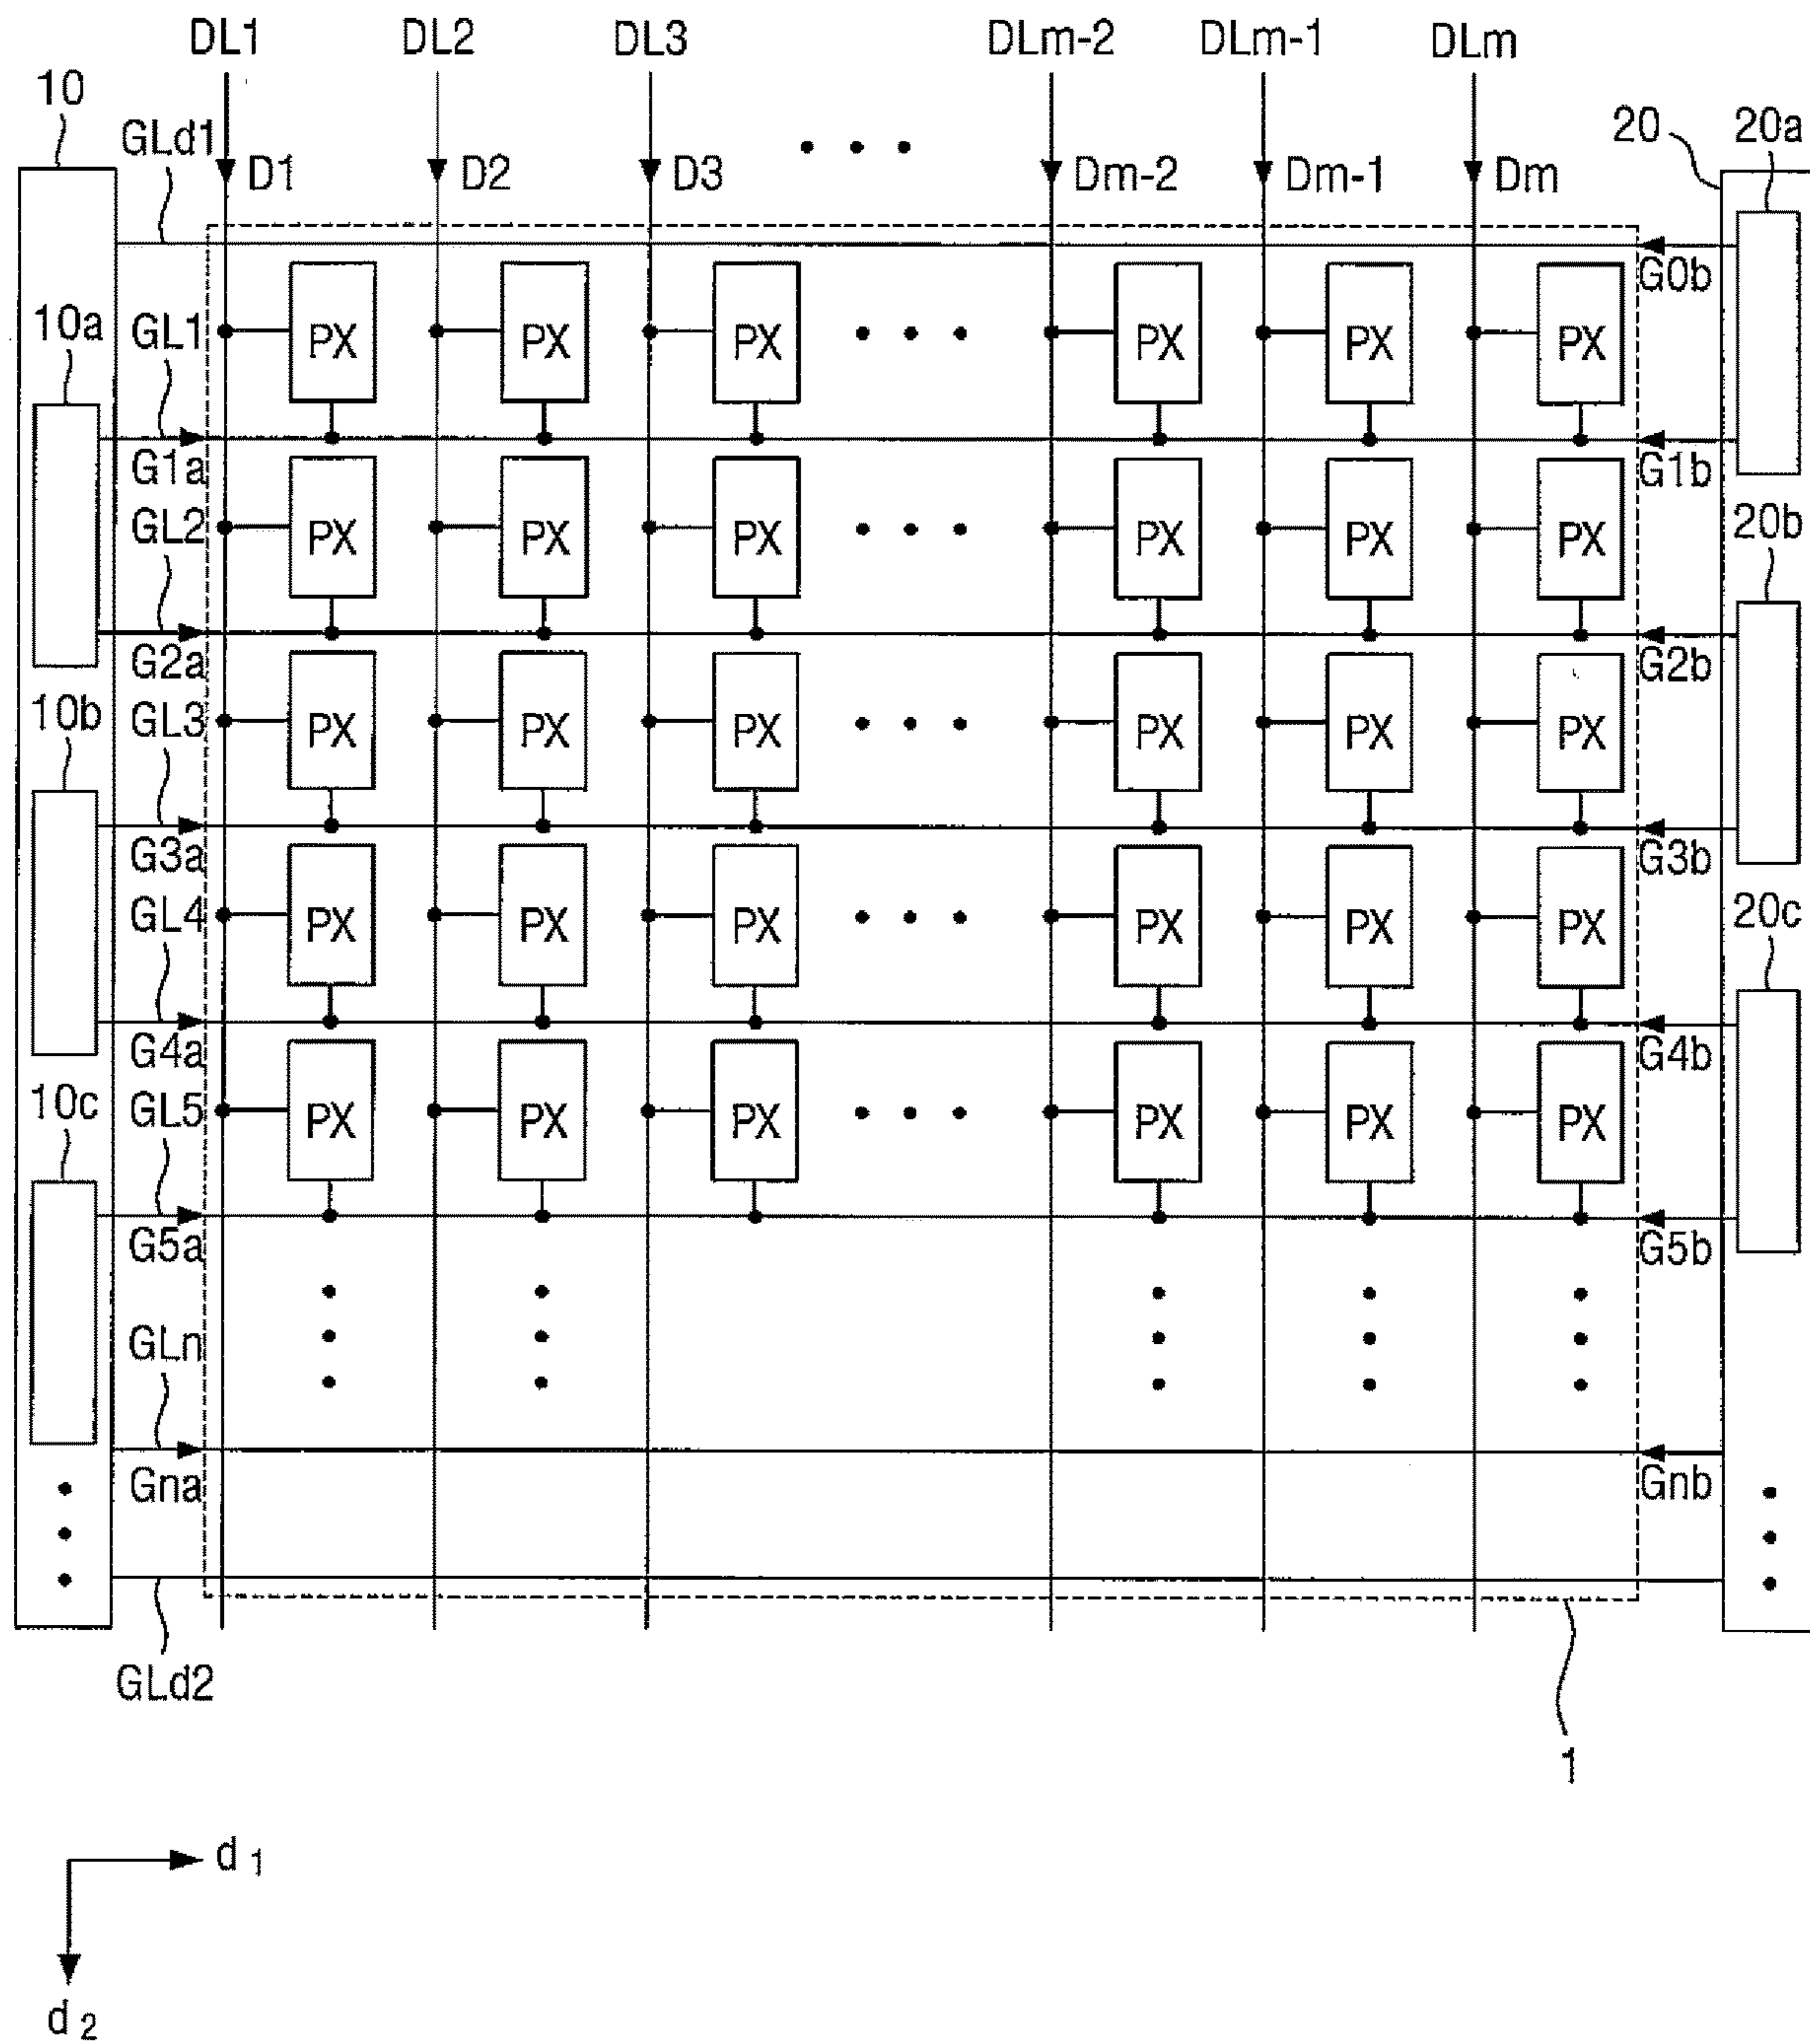 DL1 DL2 DL3 DLm-2 DLm-1 DLm
10 GLd1 20 20a
D1 D2 D3 Dm-2 Dm-1 Dm
G0b
10a GL1 PX PX PX PX PX PX
G1a G1b
GL2 PX PX PX PX PX PX 20b
G2a G2b
10b GL3 PX PX PX PX PX PX
G3a G3b
GL4 PX PX PX PX PX PX 20c
G4a G4b
10c GL5 PX PX PX PX PX PX
G5a G5b
GLn
Gna Gnb
GLd2
1
d1
d2